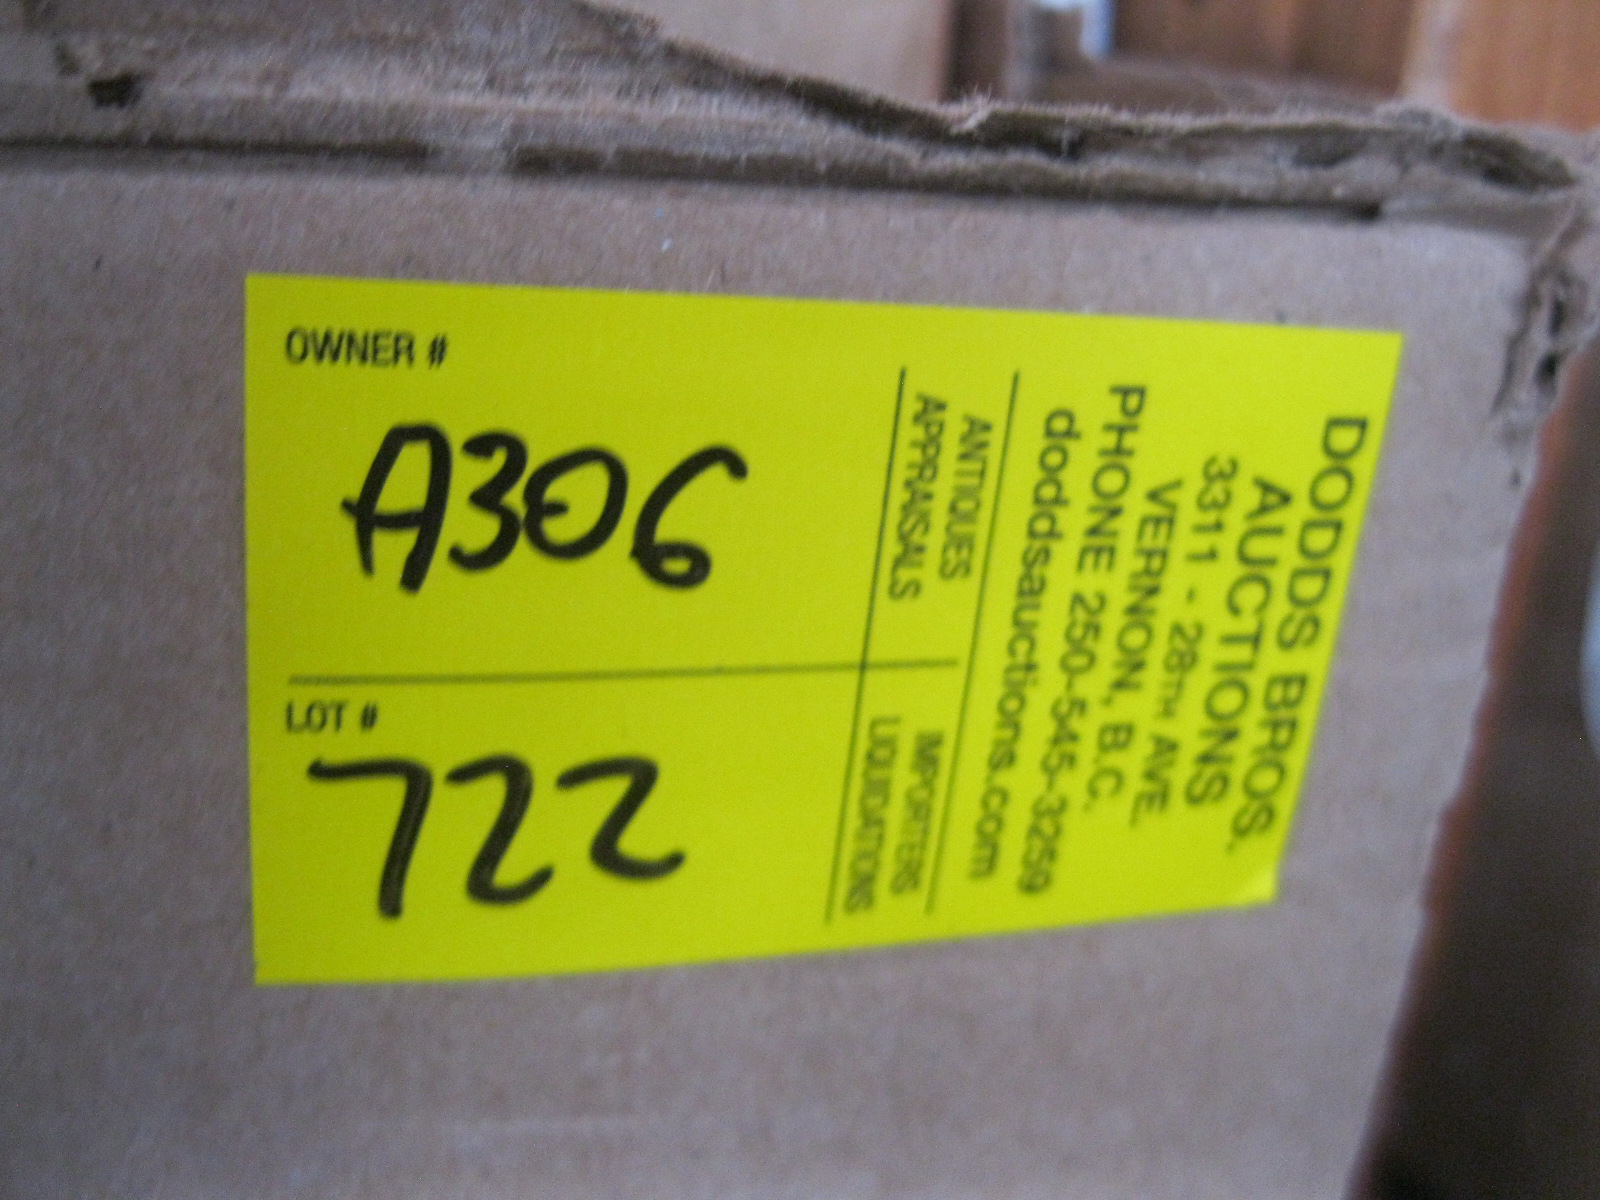 OWNER #
A306
LOT #
722
ANTIQUES
APPRAISALS
IMPORTERS
LIQUIDATIONS
DODDS BROS.
AUCTIONS
3311 - 28TH AVE.
VERNON, B.C.
PHONE 250-545-3259
doddsauctions.com